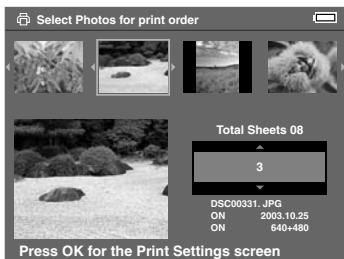 Select Photos for print order
Total Sheets 08
3
DSC00331. JPG
ON 2003.10.25
ON 640+480
Press OK for the Print Settings screen